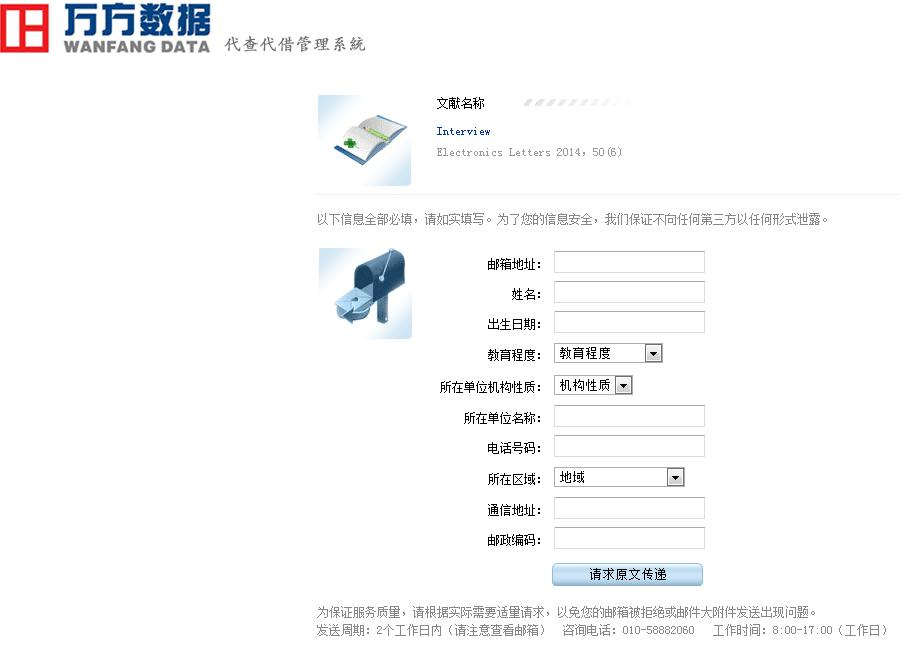 万方数据
WANFANG DATA 代查代借管理系统
文献名称
Interview
Electronics Letters 2014，50(6)
以下信息全部必填，请如实填写。为了您的信息安全，我们保证不向任何第三方以任何形式泄露。
邮箱地址：
姓名：
出生日期：
教育程度： 教育程度
所在单位机构性质： 机构性质
所在单位名称：
电话号码：
所在区域： 地域
通信地址：
邮政编码：
请求原文传递
为保证服务质量，请根据实际需要适量请求，以免您的邮箱被拒绝或邮件大附件发送出现问题。
发送周期：2个工作日内（请注意查看邮箱） 咨询电话：010-58882060 工作时间：8:00-17:00（工作日）